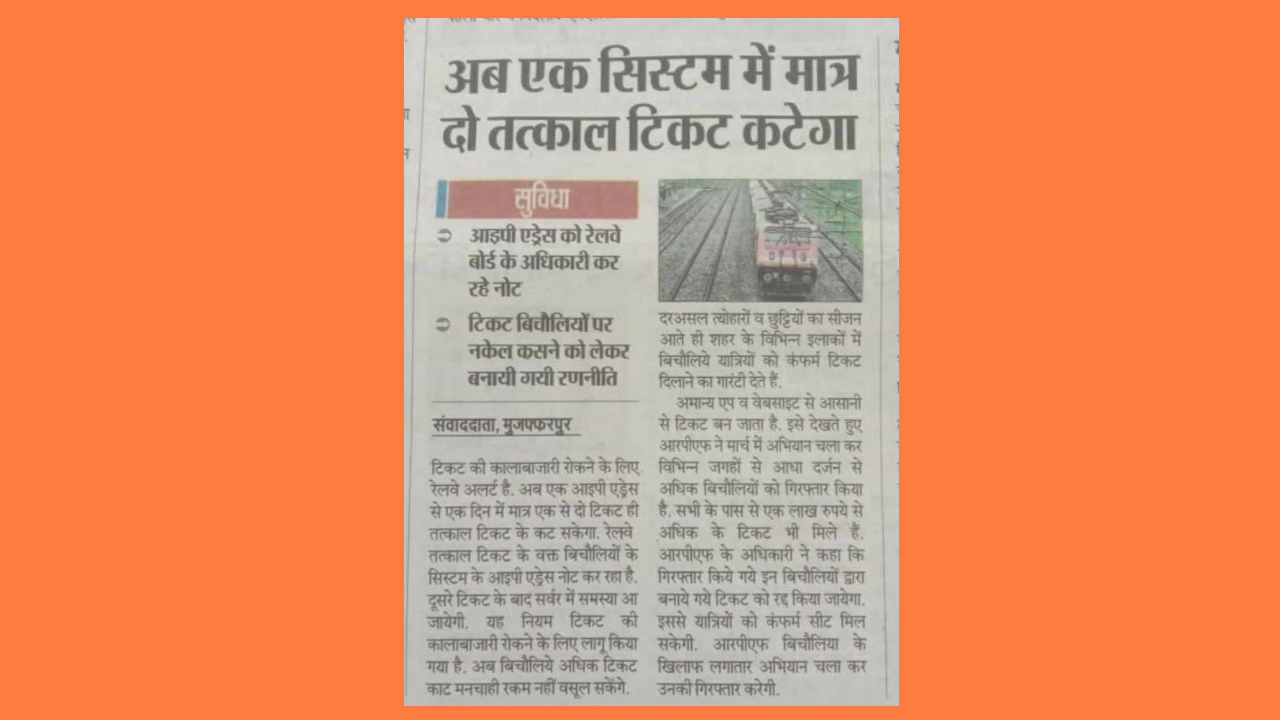 अब एक सिस्टम में मात्र
दो तत्काल टिकट कटेगा
सुविधा
आइपी एड्रेस को रेलवे
बोर्ड के अधिकारी कर
रहे नोट
टिकट बिचौलियों पर
नकेल कसने को लेकर
बनायी गयी रणनीति
संवाददाता, मुजफ्फरपुर
टिकट की कालाबाजारी रोकने के लिए
रेलवे अलर्ट है. अब एक आइपी एड्रेस
से एक दिन में मात्र एक से दो टिकट ही
तत्काल टिकट के कट सकेगा. रेलवे
तत्काल टिकट के वक्त बिचौलियों के
सिस्टम के आइपी एड्रेस नोट कर रहा है.
दूसरे टिकट के बाद सर्वर में समस्या आ
जायेगी. यह नियम टिकट की
कालाबाजारी रोकने के लिए लागू किया
गया है. अब बिचौलिये अधिक टिकट
काट मनचाही रकम नहीं वसूल सकेंगे.
दरअसल त्योहारों व छुट्टियों का सीजन
आते ही शहर के विभिन्न इलाकों में
बिचौलिये यात्रियों को कंफर्म टिकट
दिलाने का गारंटी देते हैं.
अमान्य एप व वेबसाइट से आसानी
से टिकट बन जाता है. इसे देखते हुए
आरपीएफ ने मार्च में अभियान चला कर
विभिन्न जगहों से आधा दर्जन से
अधिक बिचौलियों को गिरफ्तार किया
है. सभी के पास से एक लाख रुपये से
अधिक के टिकट भी मिले हैं.
आरपीएफ के अधिकारी ने कहा कि
गिरफ्तार किये गये इन बिचौलियों द्वारा
बनाये गये टिकट को रद्द किया जायेगा.
इससे यात्रियों को कंफर्म सीट मिल
सकेगी. आरपीएफ बिचौलिया के
खिलाफ लगातार अभियान चला कर
उनकी गिरफ्तार करेगी.